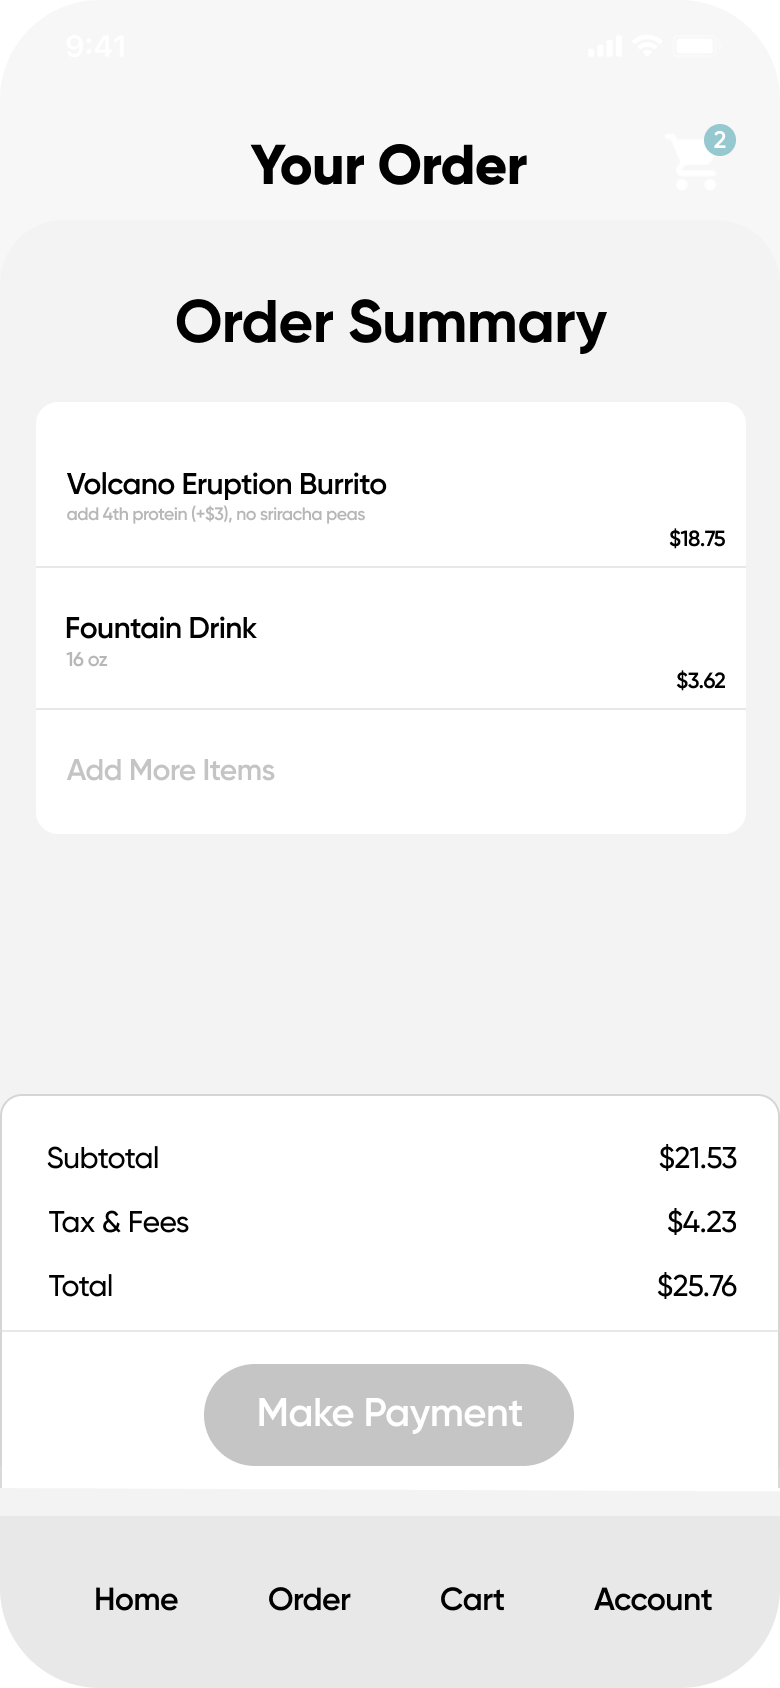 9:41
2
Your Order
Order Summary
Volcano Eruption Burrito
add 4th protein (+$3), no sriracha peas
$18.75
Fountain Drink
16 oz
$3.62
Add More Items
Subtotal $21.53
Tax & Fees $4.23
Total $25.76
Make Payment
Home Order Cart Account